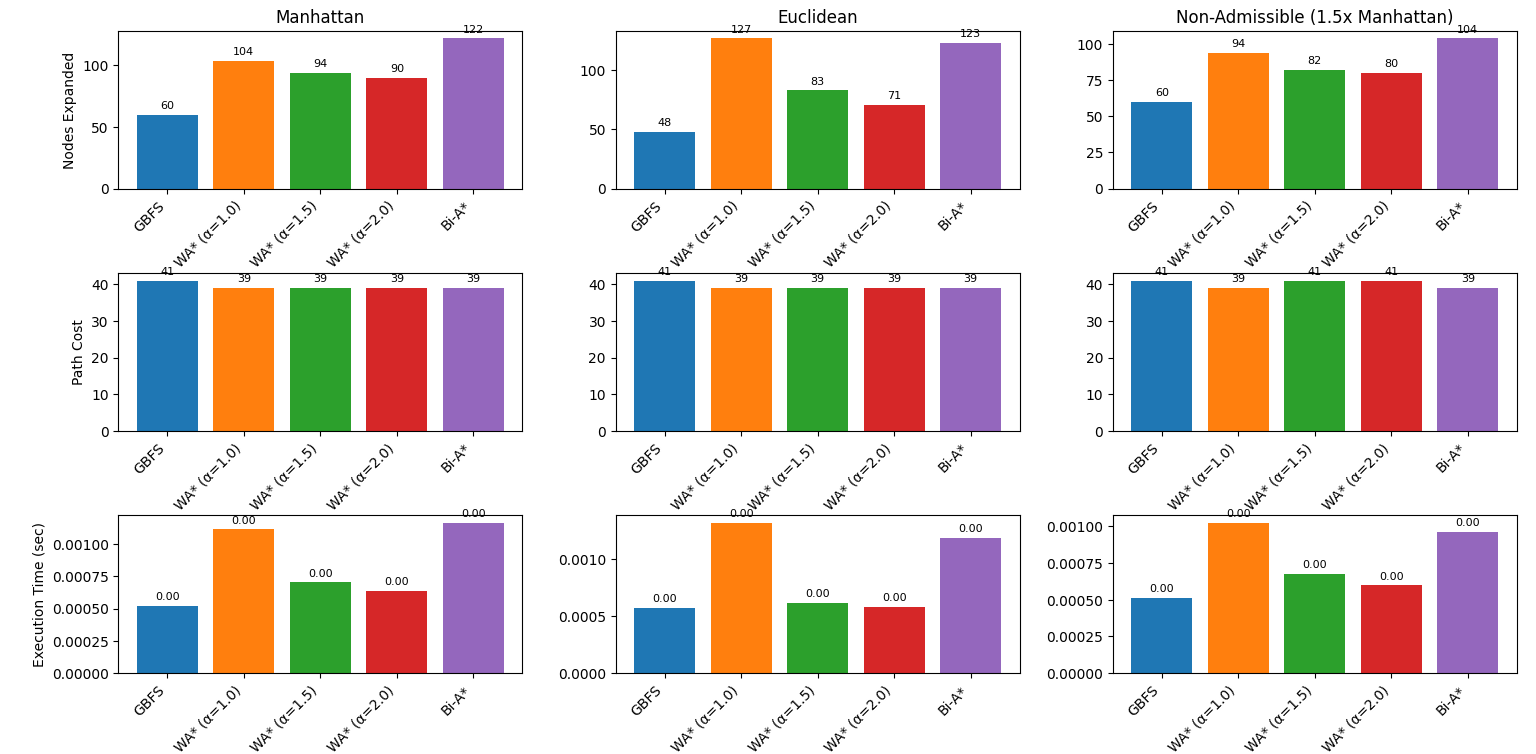 Manhattan
Euclidean
Non-Admissible (1.5x Manhattan)
Nodes Expanded
100
50
0
60
104
94
90
122
GBFS
WA* (α=1.0)
WA* (α=1.5)
WA* (α=2.0)
Bi-A*
100
50
0
48
127
83
71
123
GBFS
WA* (α=1.0)
WA* (α=1.5)
WA* (α=2.0)
Bi-A*
100
75
50
25
0
60
94
82
80
104
GBFS
WA* (α=1.0)
WA* (α=1.5)
WA* (α=2.0)
Bi-A*
Path Cost
40
30
20
10
0
41
39
39
39
39
GBFS
WA* (α=1.0)
WA* (α=1.5)
WA* (α=2.0)
Bi-A*
40
30
20
10
0
41
39
39
39
39
GBFS
WA* (α=1.0)
WA* (α=1.5)
WA* (α=2.0)
Bi-A*
40
30
20
10
0
41
39
41
41
39
GBFS
WA* (α=1.0)
WA* (α=1.5)
WA* (α=2.0)
Bi-A*
Execution Time (sec)
0.00100
0.00075
0.00050
0.00025
0.00000
0.00
0.00
0.00
0.00
0.00
GBFS
WA* (α=1.0)
WA* (α=1.5)
WA* (α=2.0)
Bi-A*
0.0010
0.0005
0.0000
0.00
0.00
0.00
0.00
0.00
GBFS
WA* (α=1.0)
WA* (α=1.5)
WA* (α=2.0)
Bi-A*
0.00100
0.00075
0.00050
0.00025
0.00000
0.00
0.00
0.00
0.00
0.00
GBFS
WA* (α=1.0)
WA* (α=1.5)
WA* (α=2.0)
Bi-A*